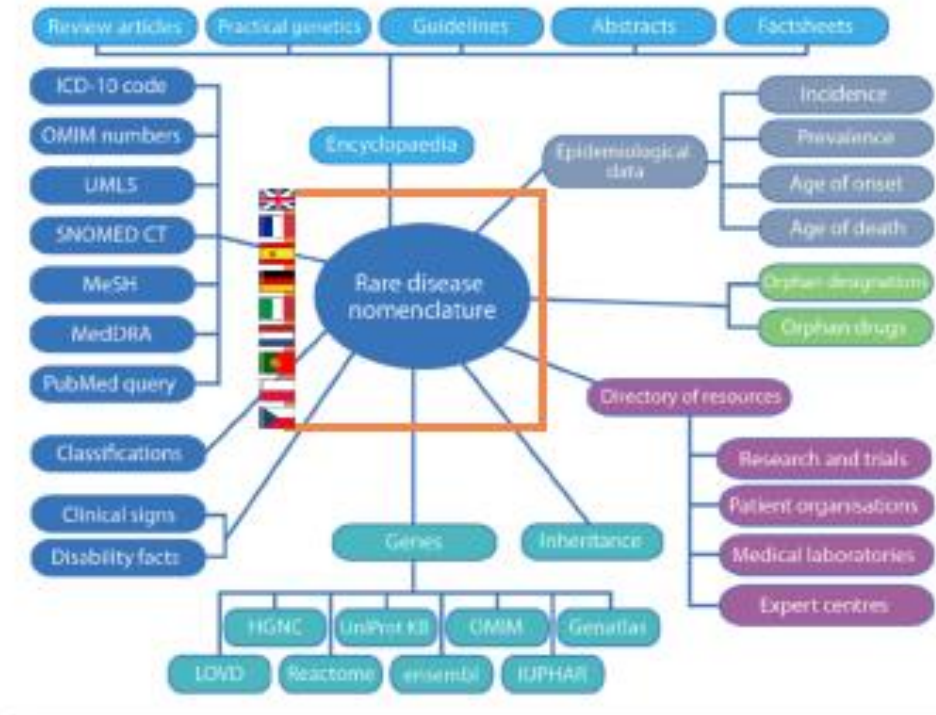 Review articles
Practical genetics
Guidelines
Abstracts
Factsheets
ICD-10 code
OMIM numbers
UMLS
SNOMED CT
MeSH
MedDRA
PubMed query
Encyclopaedia
Epidemiological
data
Incidence
Prevalence
Age of onset
Age of death
Rare disease
nomenclature
Orphan designations
Orphan drugs
Directory of resources
Research and trials
Patient organisations
Medical laboratories
Expert centres
Classifications
Clinical signs
Disability facts
Genes
Inheritance
HGNC
UniProt KB
OMIM
Genatlas
LOVD
Reactome
ensembl
IUPHAR